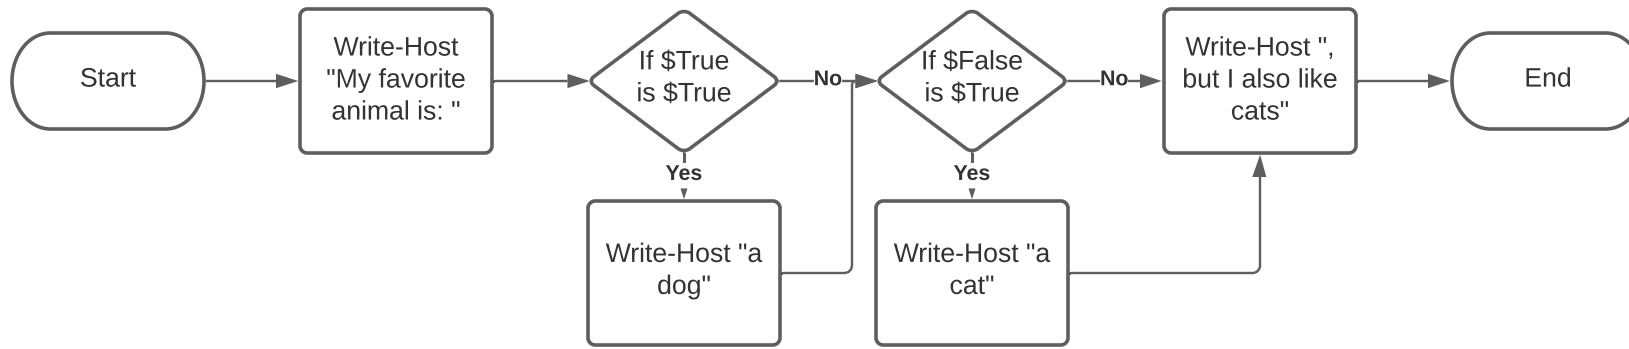 Start
Write-Host
"My favorite
animal is: "
If $True
is $True
No
Yes
Write-Host "a
dog"
If $False
is $True
No
Yes
Write-Host "a
cat"
Write-Host ",
but I also like
cats"
End